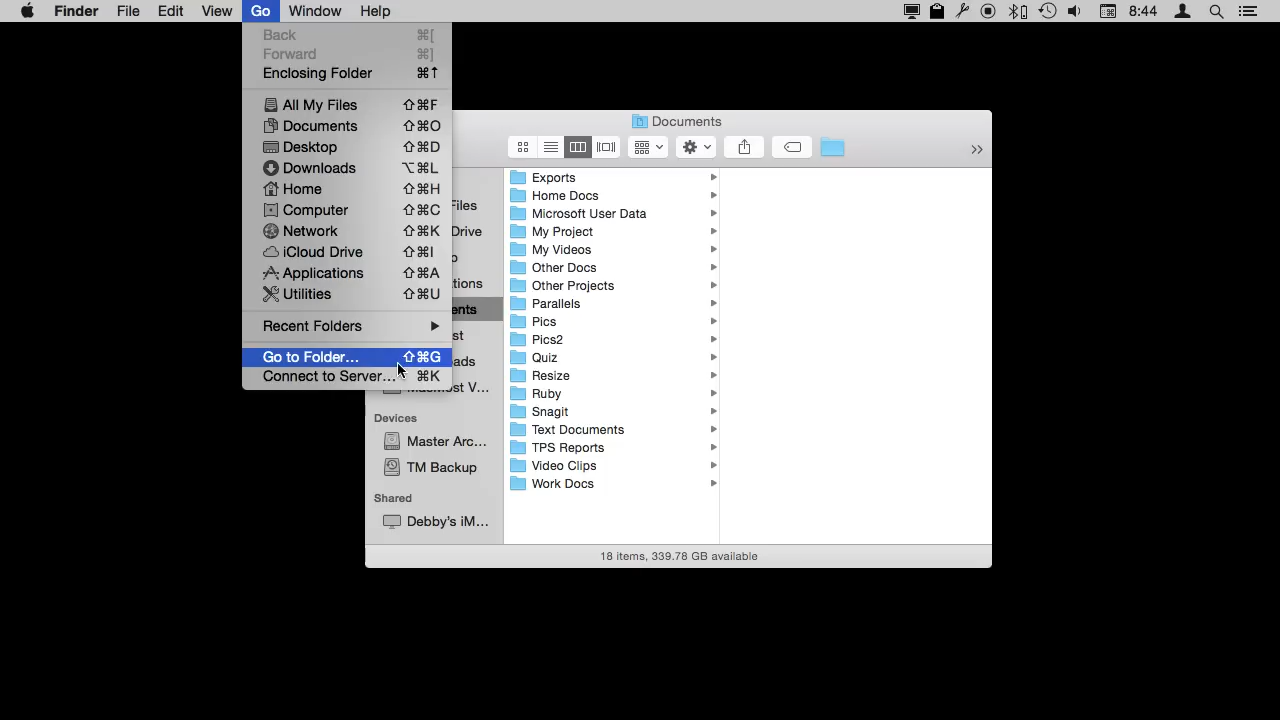 Finder File Edit View Go Window Help 8:44
Back ⌘[
Forward ⌘]
Enclosing Folder ⌘↑
All My Files ⇧⌘F
Documents ⇧⌘O
Desktop ⇧⌘D
Downloads ⌥⌘L
Home ⇧⌘H
Computer ⇧⌘C
Network ⇧⌘K
iCloud Drive ⇧⌘I
Applications ⇧⌘A
Utilities ⇧⌘U
Recent Folders
Go to Folder... ⇧⌘G
Connect to Server... ⌘K
Documents
Files
Drive
p
tions
ents
st
ads
MacMost V...
Devices
Master Arc...
TM Backup
Shared
Debby's iM...
Exports
Home Docs
Microsoft User Data
My Project
My Videos
Other Docs
Other Projects
Parallels
Pics
Pics2
Quiz
Resize
Ruby
Snagit
Text Documents
TPS Reports
Video Clips
Work Docs
18 items, 339.78 GB available